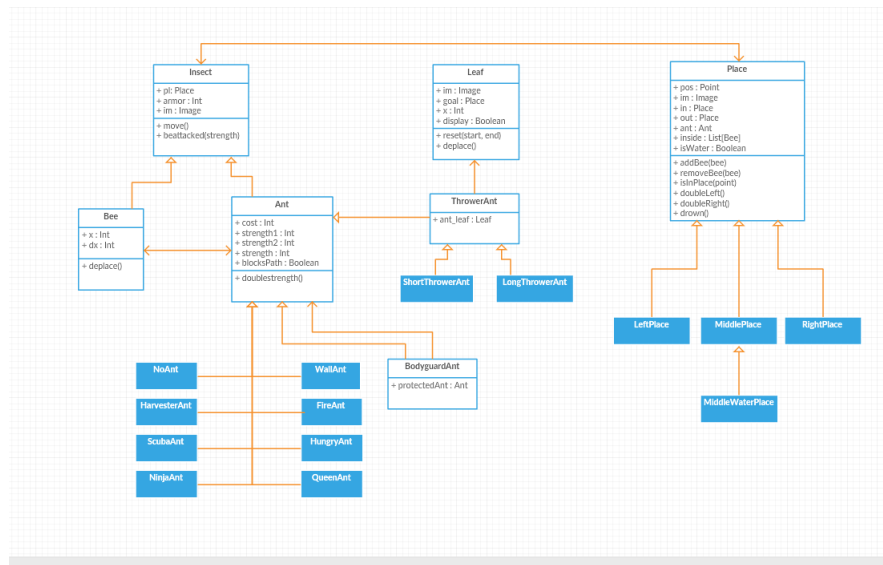 Insect
+ pl: Place
+ armor : Int
+ im : Image
+ move()
+ beattacked(strength)
Leaf
+ im : Image
+ goal : Place
+ x : Int
+ display : Boolean
+ reset(start, end)
+ deplace()
Place
+ pos : Point
+ im : Image
+ in : Place
+ out : Place
+ ant : Ant
+ inside : List[Bee]
+ isWater : Boolean
+ addBee(bee)
+ removeBee(bee)
+ isInPlace(point)
+ doubleLeft()
+ doubleRight()
+ drown()
Bee
+ x : Int
+ dx : Int
+ deplace()
Ant
+ cost : Int
+ strength1 : Int
+ strength2 : Int
+ strength : Int
+ blocksPath : Boolean
+ doublestrength()
ThrowerAnt
+ ant_leaf : Leaf
ShortThrowerAnt
LongThrowerAnt
LeftPlace
MiddlePlace
RightPlace
MiddleWaterPlace
BodyguardAnt
+ protectedAnt : Ant
NoAnt
WallAnt
HarvesterAnt
FireAnt
ScubaAnt
HungryAnt
NinjaAnt
QueenAnt